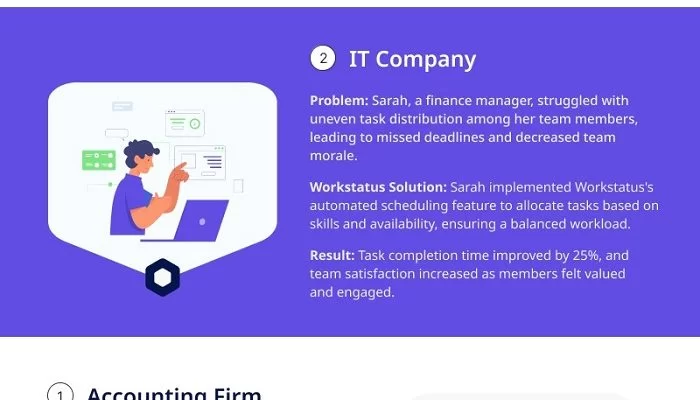 2 IT Company
Problem: Sarah, a finance manager, struggled with
uneven task distribution among her team members,
leading to missed deadlines and decreased team
morale.
Workstatus Solution: Sarah implemented Workstatus's
automated scheduling feature to allocate tasks based on
skills and availability, ensuring a balanced workload.
Result: Task completion time improved by 25%, and
team satisfaction increased as members felt valued
and engaged.
1 Accounting Firm